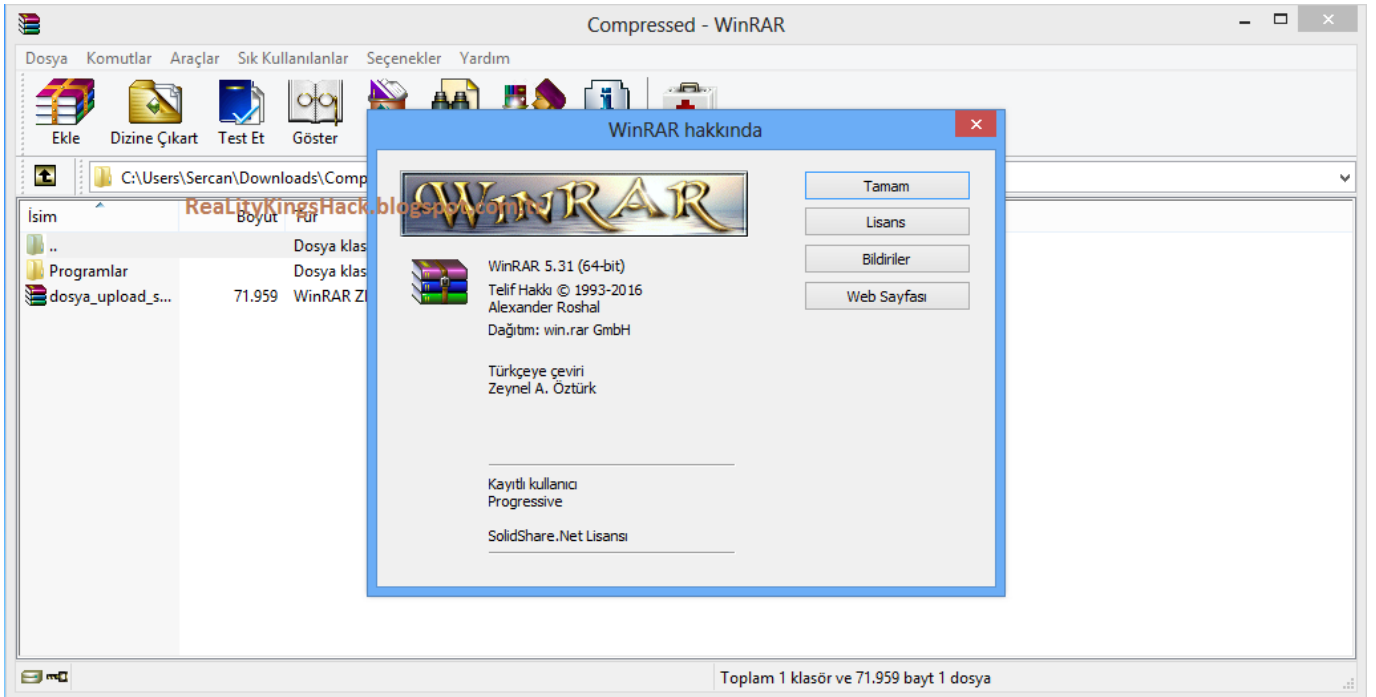 Compressed - WinRAR
Dosya Komutlar Araçlar Sık Kullanılanlar Seçenekler Yardım
Ekle Dizine Çıkart Test Et Göster
C:\Users\Sercan\Downloads\Comp
ReaLityKingsHack.blogspot.com.tr
İsim Boyut Tür
.. Dosya klas
Programlar Dosya klas
dosya_upload_s... 71.959 WinRAR ZI
WinRAR hakkında
WinRAR
Tamam
Lisans
Bildiriler
Web Sayfası
WinRAR 5.31 (64-bit)
Telif Hakkı © 1993-2016
Alexander Roshal
Dağıtım: win.rar GmbH
Türkçeye çeviri
Zeynel A. Öztürk
Kayıtlı kullanıcı
Progressive
SolidShare.Net Lisansı
Toplam 1 klasör ve 71.959 bayt 1 dosya